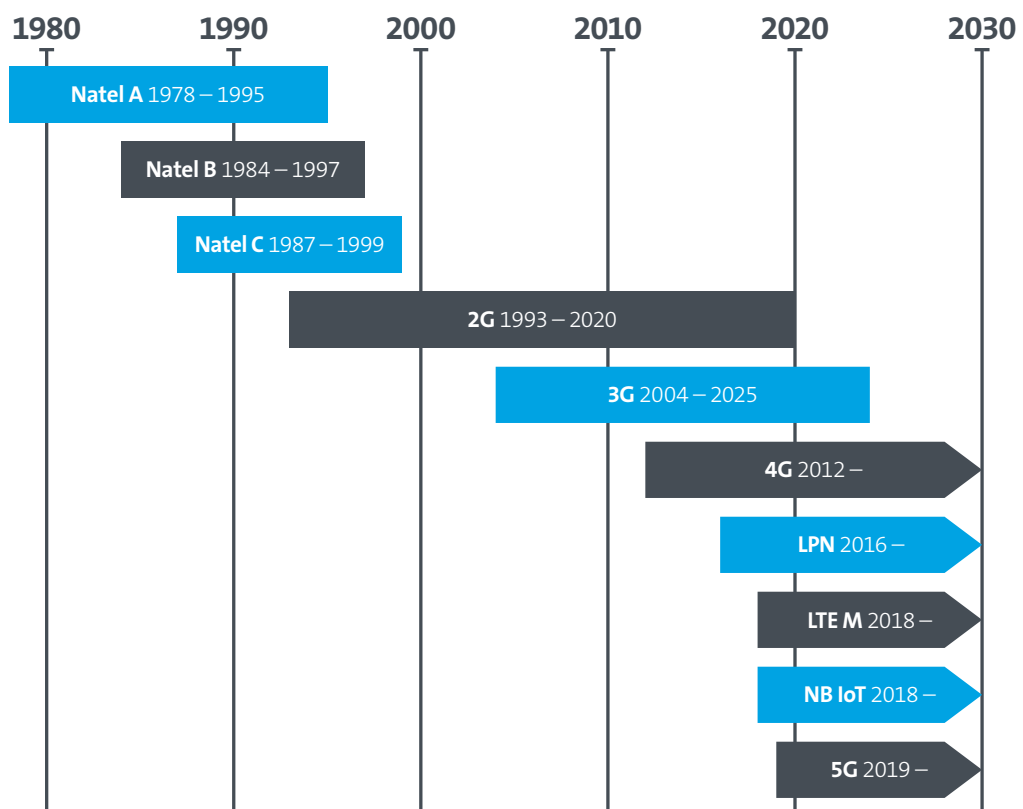 1980 1990 2000 2010 2020 2030
Natel A 1978 – 1995
Natel B 1984 – 1997
Natel C 1987 – 1999
2G 1993 – 2020
3G 2004 – 2025
4G 2012 –
LPN 2016 –
LTE M 2018 –
NB IoT 2018 –
5G 2019 –